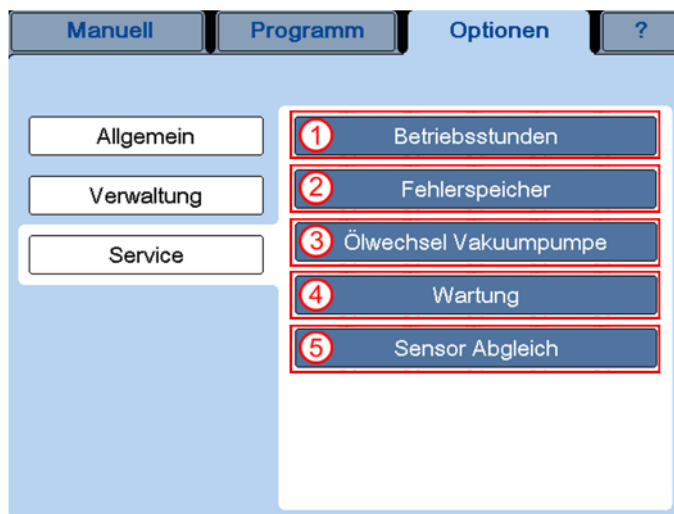 Manuell
Programm
Optionen
?
Allgemein
Verwaltung
Service
1 Betriebsstunden
2 Fehlerspeicher
3 Ölwechsel Vakuumpumpe
4 Wartung
5 Sensor Abgleich